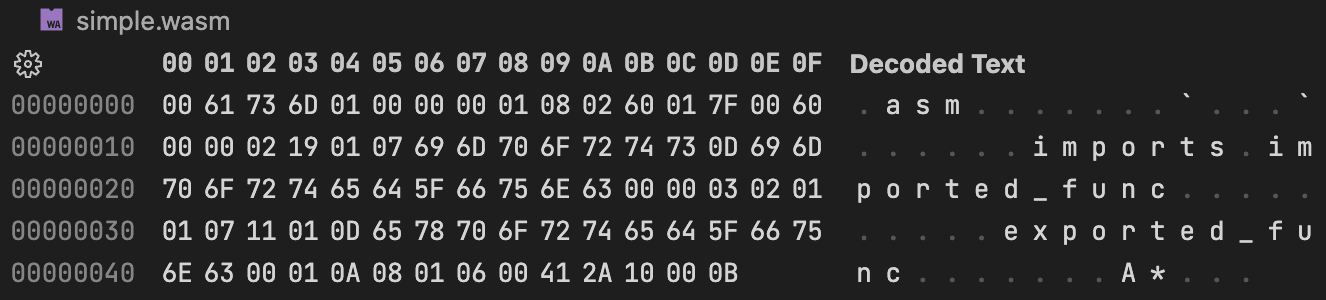 WA simple.wasm
00 01 02 03 04 05 06 07 08 09 0A 0B 0C 0D 0E 0F Decoded Text
00000000 00 61 73 6D 01 00 00 00 01 08 02 60 01 7F 00 60 . a s m . . . . . . . ` . . . `
00000010 00 00 02 19 01 07 69 6D 70 6F 72 74 73 0D 69 6D . . . . . . i m p o r t s . i m
00000020 70 6F 72 74 65 64 5F 66 75 6E 63 00 00 03 02 01 p o r t e d _ f u n c . . . . .
00000030 01 07 11 01 0D 65 78 70 6F 72 74 65 64 5F 66 75 . . . . . e x p o r t e d _ f u
00000040 6E 63 00 01 0A 08 01 06 00 41 2A 10 00 0B n c . . . . . . . A * . . .